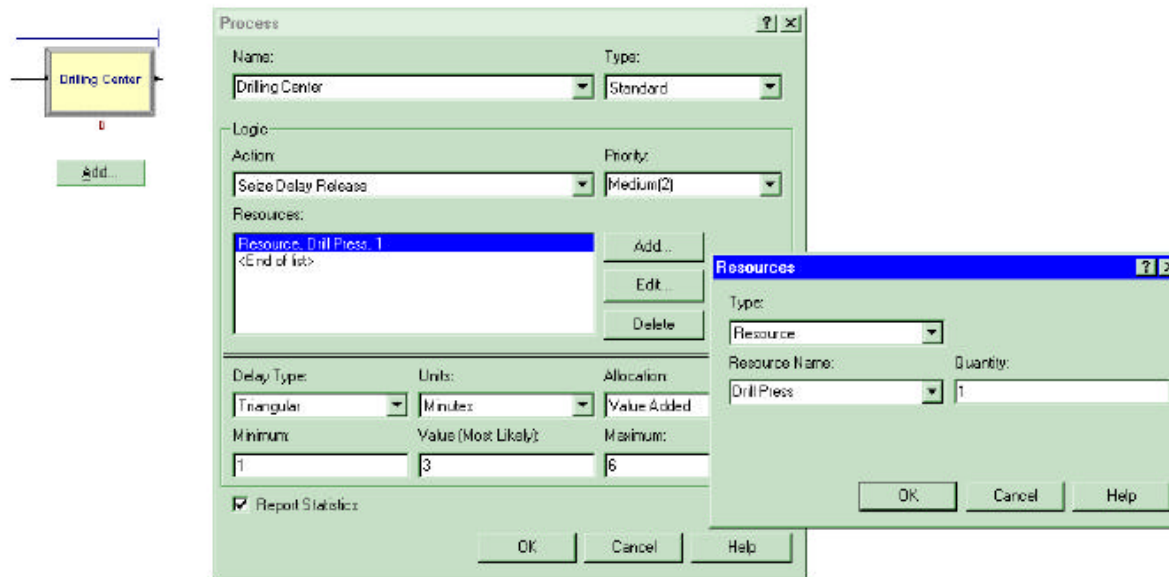 Drilling Center
0
Add...
Process
Name:
Type:
Drilling Center
Standard
Logic
Action:
Priority:
Seize Delay Release
Medium(2)
Resources:
Resource, Drill Press, 1
<End of list>
Add...
Edit...
Delete
Delay Type:
Units:
Allocation:
Triangular
Minutes
Value Added
Minimum:
Value (Most Likely):
Maximum:
1
3
6
Report Statistics
OK
Cancel
Help
Resources
Type:
Resource
Resource Name:
Quantity:
Drill Press
1
OK
Cancel
Help